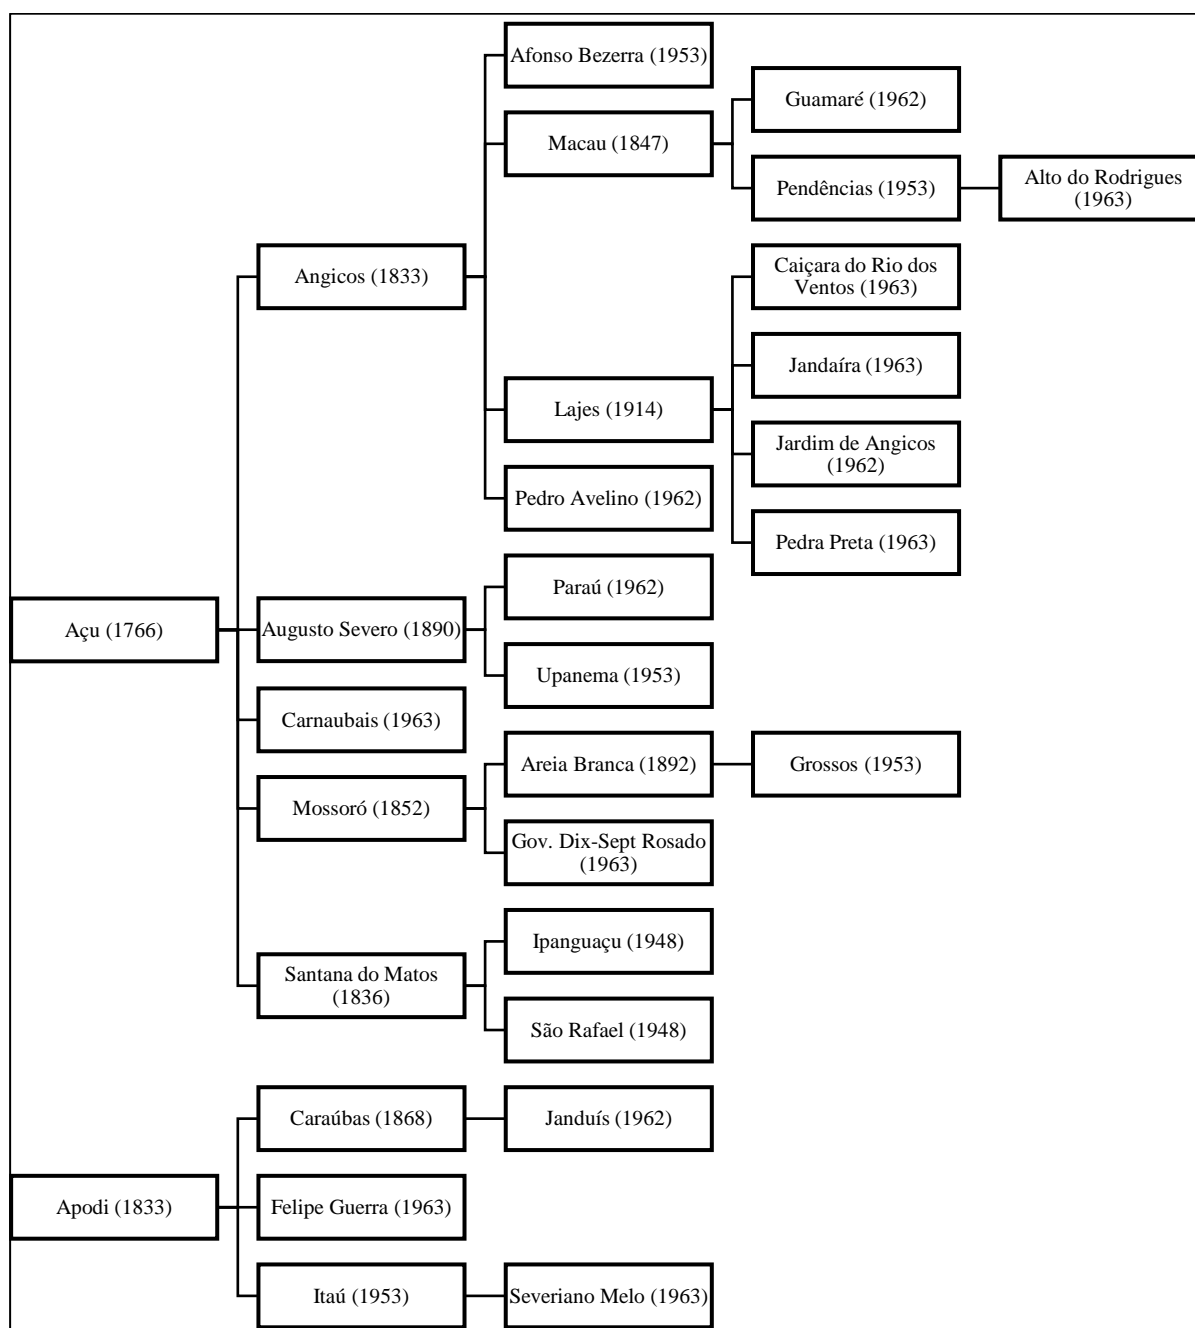 Afonso Bezerra (1953)
Guamaré (1962)
Macau (1847)
Pendências (1953)
Alto do Rodrigues
(1963)
Angicos (1833)
Caiçara do Rio dos
Ventos (1963)
Jandaíra (1963)
Lajes (1914)
Jardim de Angicos
(1962)
Pedro Avelino (1962)
Pedra Preta (1963)
Açu (1766)
Augusto Severo (1890)
Paraú (1962)
Upanema (1953)
Carnaubais (1963)
Mossoró (1852)
Areia Branca (1892)
Grossos (1953)
Gov. Dix-Sept Rosado
(1963)
Santana do Matos
(1836)
Ipanguaçu (1948)
São Rafael (1948)
Apodi (1833)
Caraúbas (1868)
Janduís (1962)
Felipe Guerra (1963)
Itaú (1953)
Severiano Melo (1963)